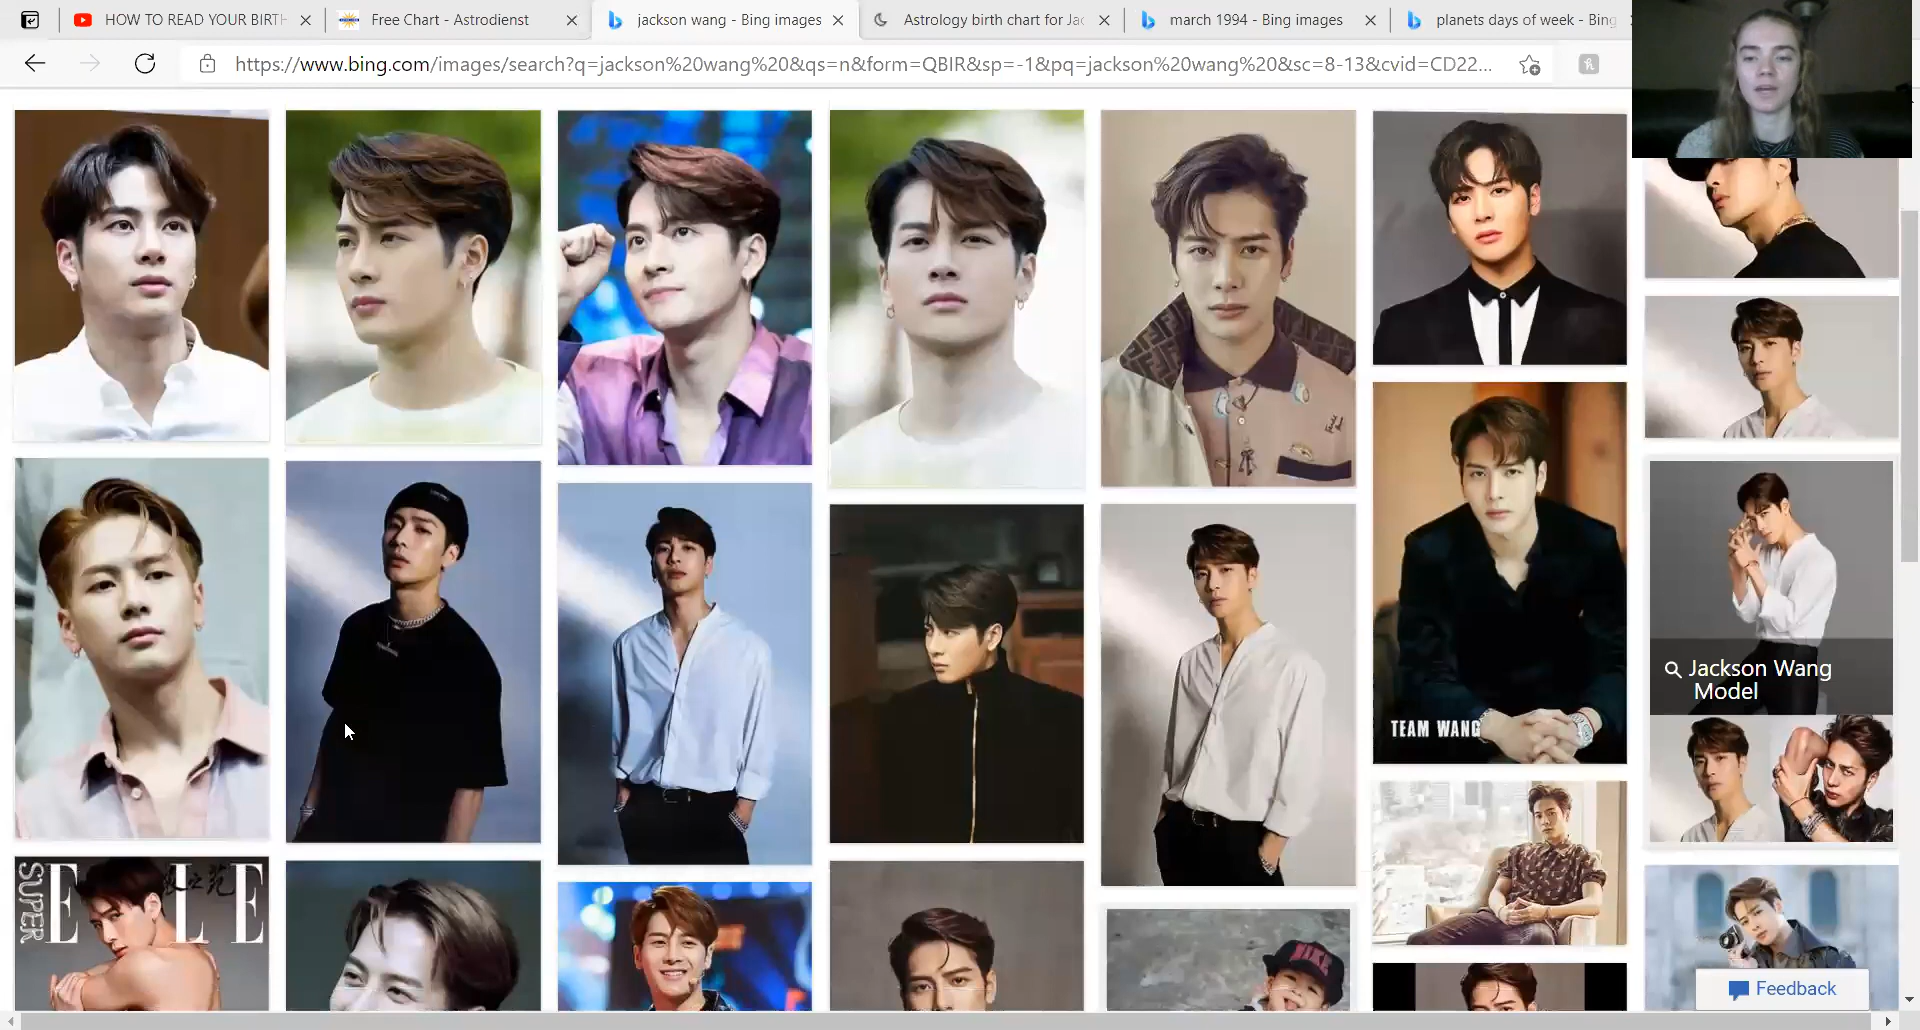 HOW TO READ YOUR BIRTH
Free Chart - Astrodienst
jackson wang - Bing images
Astrology birth chart for Jac
march 1994 - Bing images
planets days of week - Bing
https://www.bing.com/images/search?q=jackson%20wang%20&qs=n&form=QBIR&sp=-1&pq=jackson%20wang%20&sc=8-13&cvid=CD22...
Jackson Wang
Model
TEAM WANG
SUPER
ELLE
NIKE
Feedback